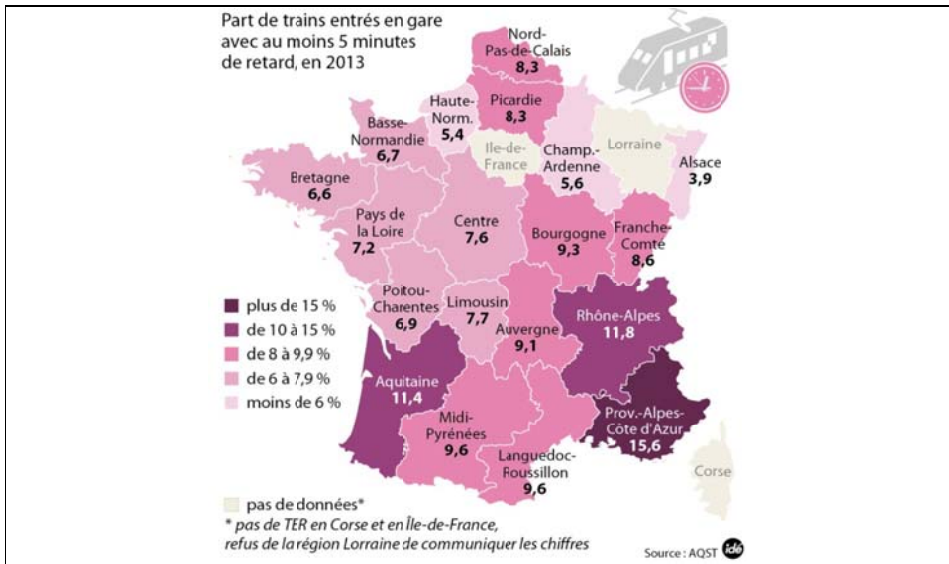 Part de trains entrés en gare
avec au moins 5 minutes
de retard, en 2013
Nord-
Pas-de-Calais
8,3
Picardie
8,3
Haute-
Norm.
5,4
Basse-
Normandie
6,7
Ile-de-
France
Champ.-
Ardenne
5,6
Lorraine
Alsace
3,9
Bretagne
6,6
Pays de
la Loire
7,2
Centre
7,6
Bourgogne
9,3
Franche-
Comté
8,6
Poitou-
Charentes
6,9
Limousin
7,7
Auvergne
9,1
Rhône-Alpes
11,8
Aquitaine
11,4
Midi-
Pyrénées
9,6
Languedoc-
Roussillon
9,6
Prov.-Alpes-
Côte d'Azur
15,6
Corse
plus de 15 %
de 10 à 15 %
de 8 à 9,9 %
de 6 à 7,9 %
moins de 6 %
pas de données*
* pas de TER en Corse et en Île-de-France,
refus de la région Lorraine de communiquer les chiffres
Source : AQST idé